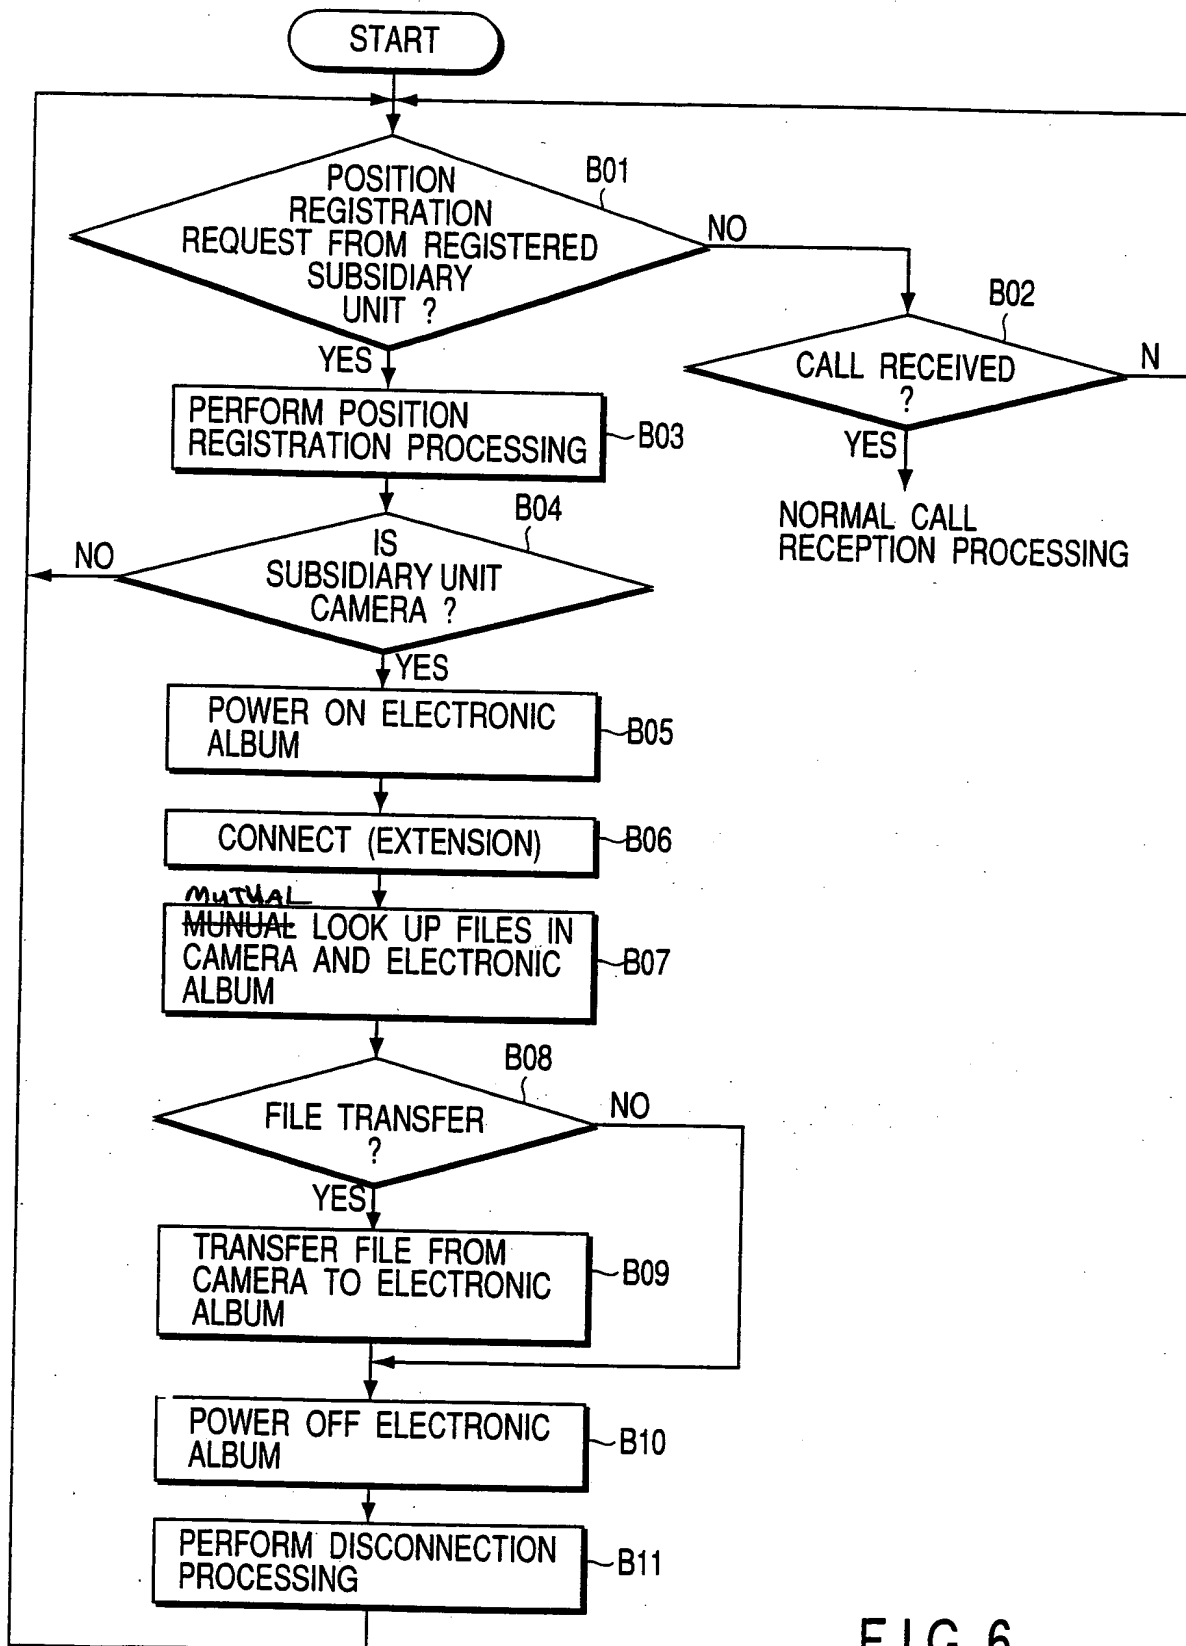 START
POSITION
REGISTRATION
REQUEST FROM REGISTERED
SUBSIDIARY
UNIT ?
B01
NO
YES
B02
CALL RECEIVED
?
N
YES
NORMAL CALL
RECEPTION PROCESSING
PERFORM POSITION
REGISTRATION PROCESSING
B03
B04
IS
SUBSIDIARY UNIT
CAMERA ?
NO
YES
POWER ON ELECTRONIC
ALBUM
B05
CONNECT (EXTENSION)
B06
MUTUAL
MUNUAL LOOK UP FILES IN
CAMERA AND ELECTRONIC
ALBUM
B07
B08
FILE TRANSFER
?
NO
YES
TRANSFER FILE FROM
CAMERA TO ELECTRONIC
ALBUM
B09
POWER OFF ELECTRONIC
ALBUM
B10
PERFORM DISCONNECTION
PROCESSING
B11
FIG. 6